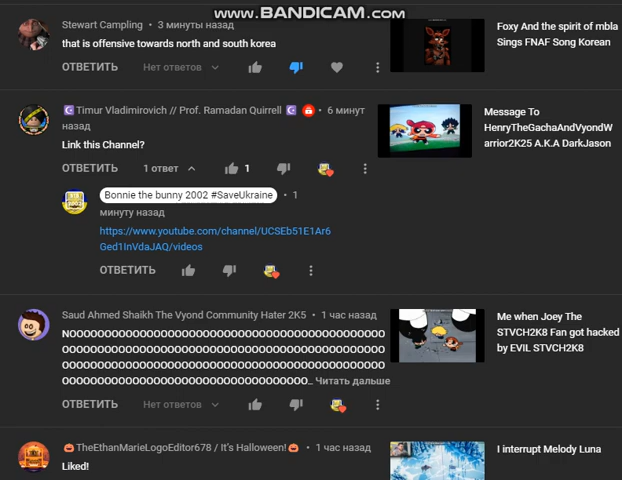 www.BANDICAM.com
Stewart Campling • 3 минуты назад
that is offensive towards north and south korea
ОТВЕТИТЬ Нет ответов
Foxy And the spirit of mbla
Sings FNAF Song Korean
Timur Vladimirovich // Prof. Ramadan Quirrell • 6 минут
назад
Link this Channel?
ОТВЕТИТЬ 1 ответ 1
Message To
HenryTheGachaAndVyondW
arrior2K25 A.K.A DarkJason
Bonnie the bunny 2002 #SaveUkraine • 1
минуту назад
https://www.youtube.com/channel/UCSEb51E1Ar6
Ged1InVdaJAQ/videos
ОТВЕТИТЬ
Saud Ahmed Shaikh The Vyond Community Hater 2K5 • 1 час назад
... Читать дальше
ОТВЕТИТЬ Нет ответов
Me when Joey The
STVCH2K8 Fan got hacked
by EVIL STVCH2K8
🎃TheEthanMarieLogoEditor678 / It's Halloween!🎃 • 1 час назад
Liked!
I interrupt Melody Luna